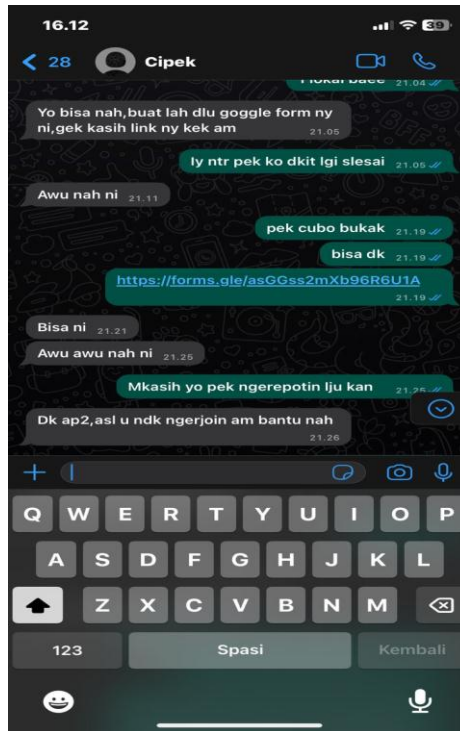 16.12
39
28 Cipek
21.04
Yo bisa nah,buat lah dlu goggle form ny
ni,gek kasih link ny kek am
21.05
Iy ntr pek ko dkit lgi slesai 21.05
Awu nah ni 21.11
pek cubo bukak 21.19
bisa dk 21.19
https://forms.gle/asGGss2mXb96R6U1A
21.19
Bisa ni 21.21
Awu awu nah ni 21.25
Mkasih yo pek ngerepotin lju kan 21.25
Dk ap2,asl u ndk ngerjoin am bantu nah
21.26
Q W E R T Y U I O P
A S D F G H J K L
Z X C V B N M
123 Spasi Kembali